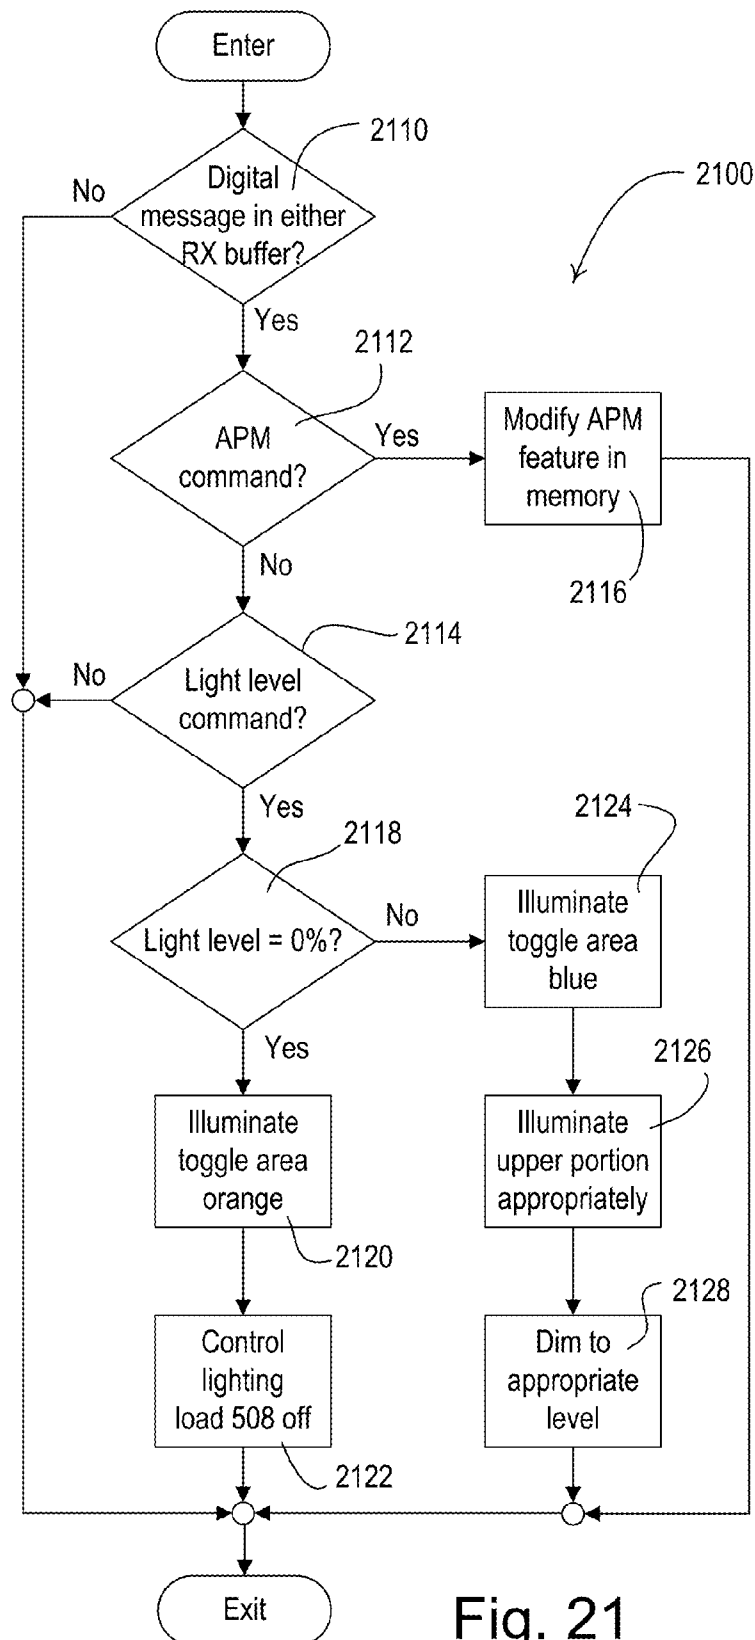 Enter
2110
Digital
message in either
RX buffer?
No
2100
Yes
2112
APM
command?
Yes
Modify APM
feature in
memory
2116
No
2114
Light level
command?
No
Yes
2118
Light level = 0%?
No
2124
Illuminate
toggle area
blue
Yes
2126
Illuminate
toggle area
orange
2120
Illuminate
upper portion
appropriately
2128
Control
lighting
load 508 off
2122
Dim to
appropriate
level
Exit
Fig. 21